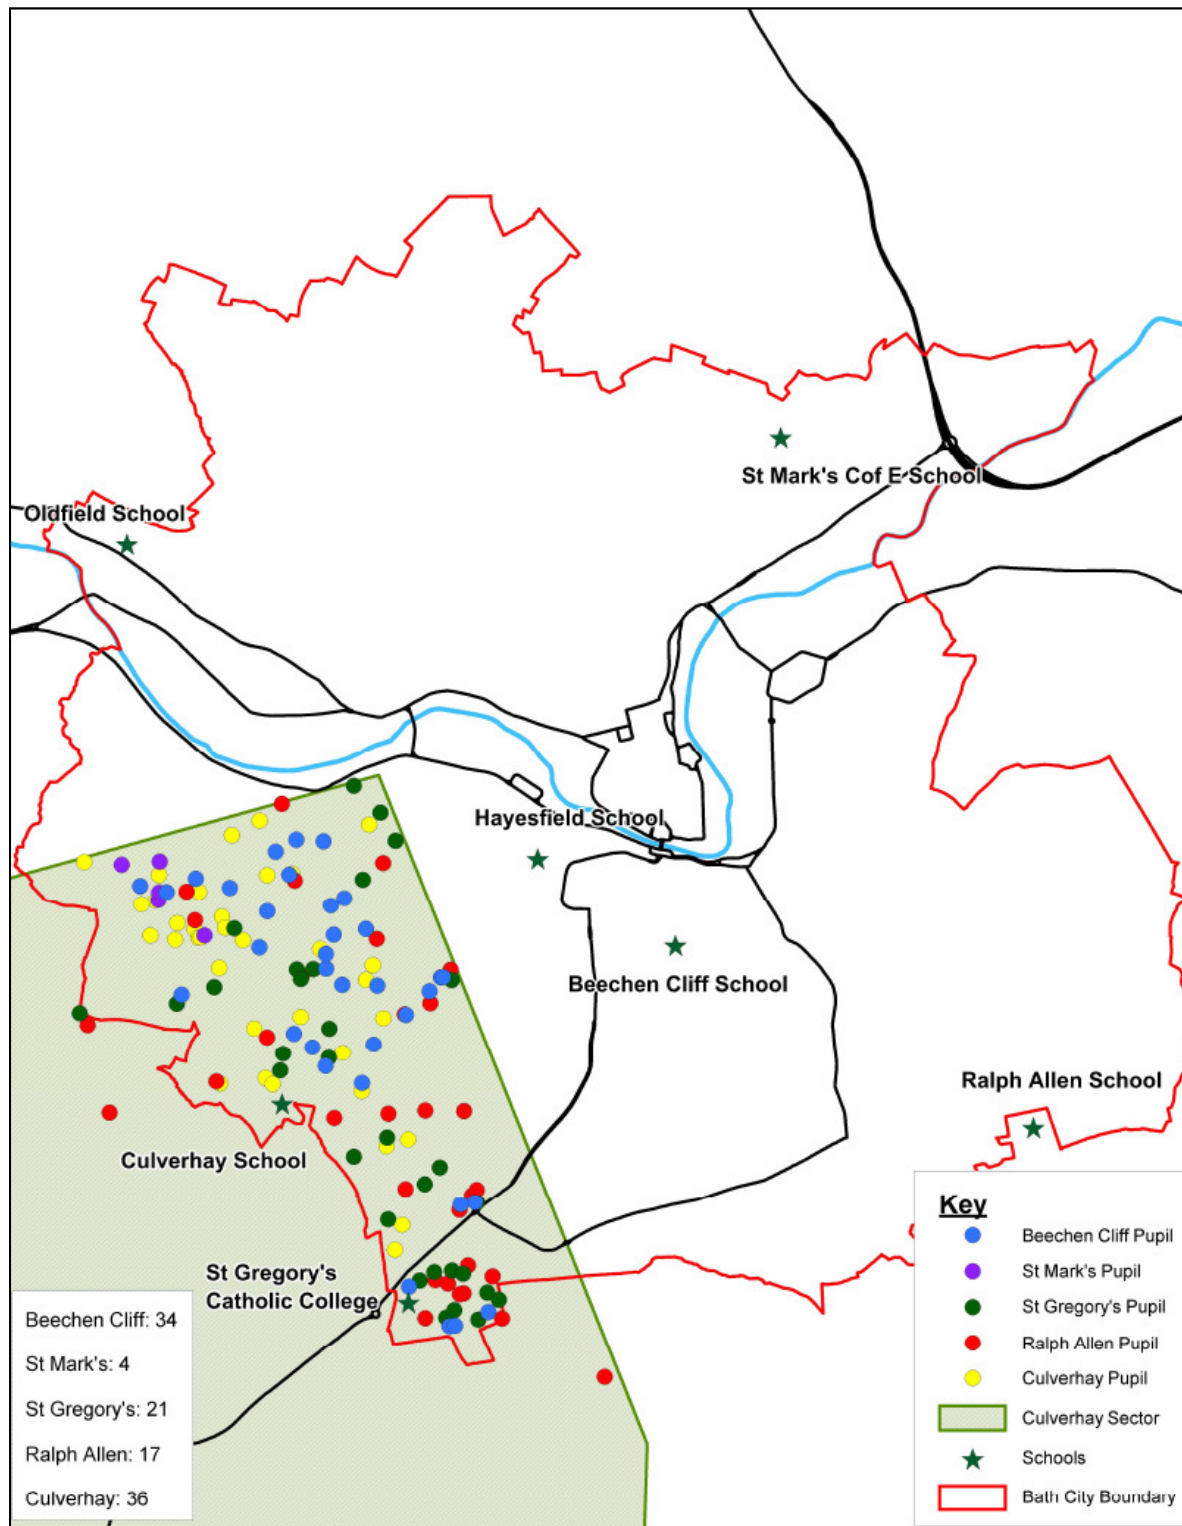 Oldfield School
St Mark's Cof E School
Hayesfield School
Beechen Cliff School
Ralph Allen School
Culverhay School
St Gregory's
Catholic College
Beechen Cliff: 34
St Mark's: 4
St Gregory's: 21
Ralph Allen: 17
Culverhay: 36
Key
Beechen Cliff Pupil
St Mark's Pupil
St Gregory's Pupil
Ralph Allen Pupil
Culverhay Pupil
Culverhay Sector
Schools
Bath City Boundary